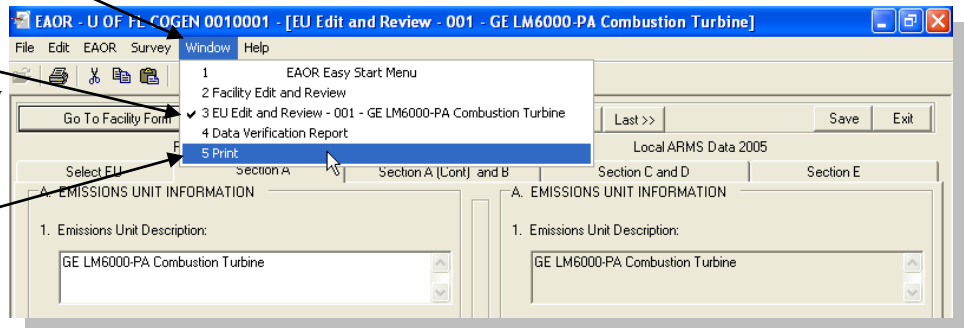 EAOR - U OF FL COGEN 0010001 - [EU Edit and Review - 001 - GE LM6000-PA Combustion Turbine]
File Edit EAOR Survey Window Help
1 EAOR Easy Start Menu
2 Facility Edit and Review
3 EU Edit and Review - 001 - GE LM6000-PA Combustion Turbine
4 Data Verification Report
5 Print
Go To Facility Form Last >> Save Exit
Local ARMS Data 2005
Select EU Section A Section A (Cont) and B Section C and D Section E
A. EMISSIONS UNIT INFORMATION A. EMISSIONS UNIT INFORMATION
1. Emissions Unit Description: 1. Emissions Unit Description:
GE LM6000-PA Combustion Turbine GE LM6000-PA Combustion Turbine